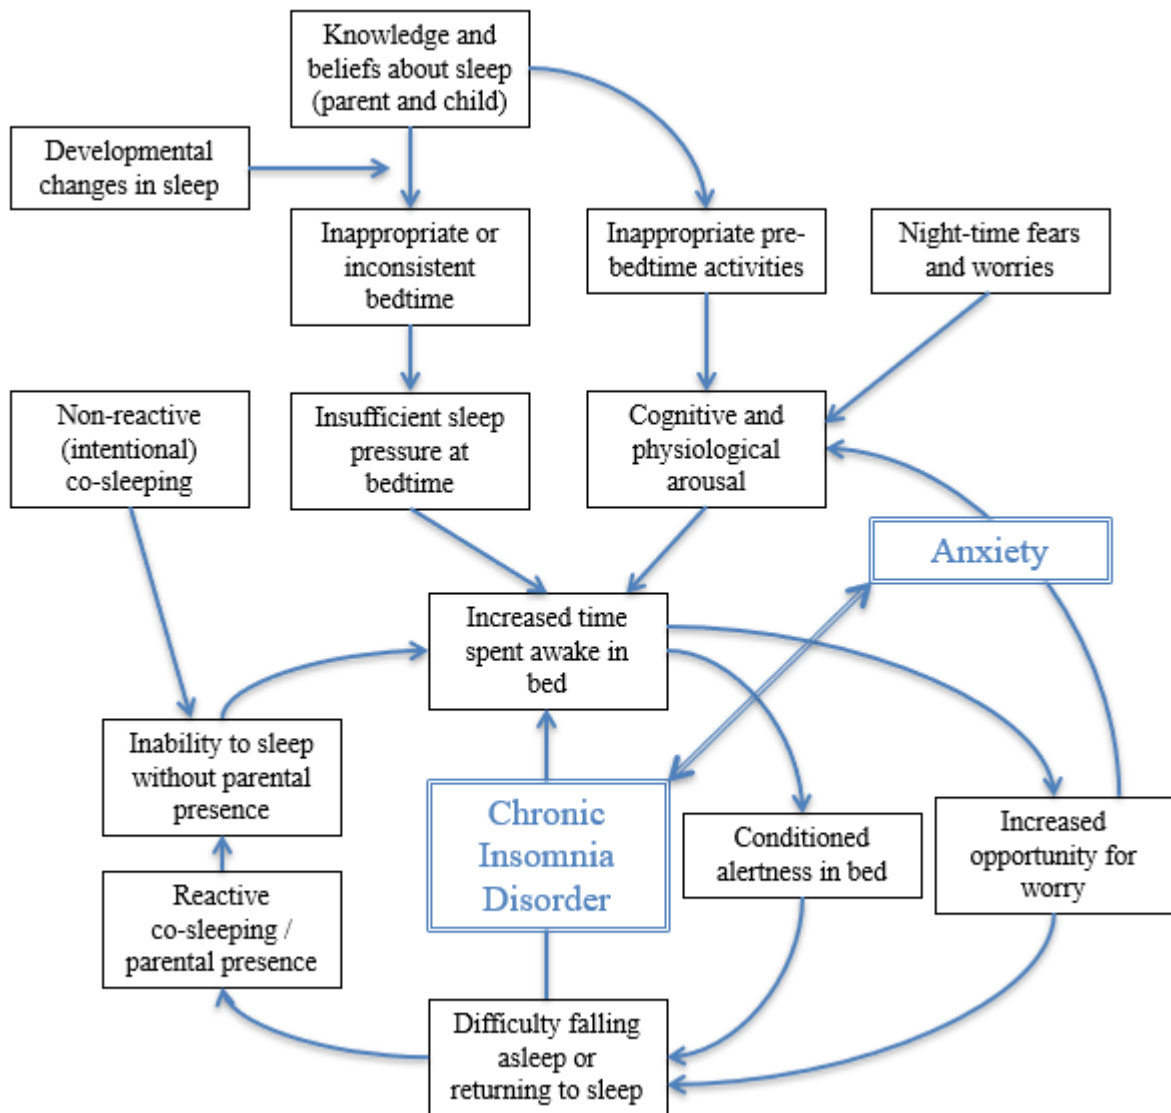 Knowledge and
beliefs about sleep
(parent and child)
Developmental
changes in sleep
Inappropriate or
inconsistent
bedtime
Inappropriate pre-
bedtime activities
Night-time fears
and worries
Non-reactive
(intentional)
co-sleeping
Insufficient sleep
pressure at
bedtime
Cognitive and
physiological
arousal
Anxiety
Increased time
spent awake in
bed
Inability to sleep
without parental
presence
Chronic
Insomnia
Disorder
Conditioned
alertness in bed
Increased
opportunity for
worry
Reactive
co-sleeping /
parental presence
Difficulty falling
asleep or
returning to sleep